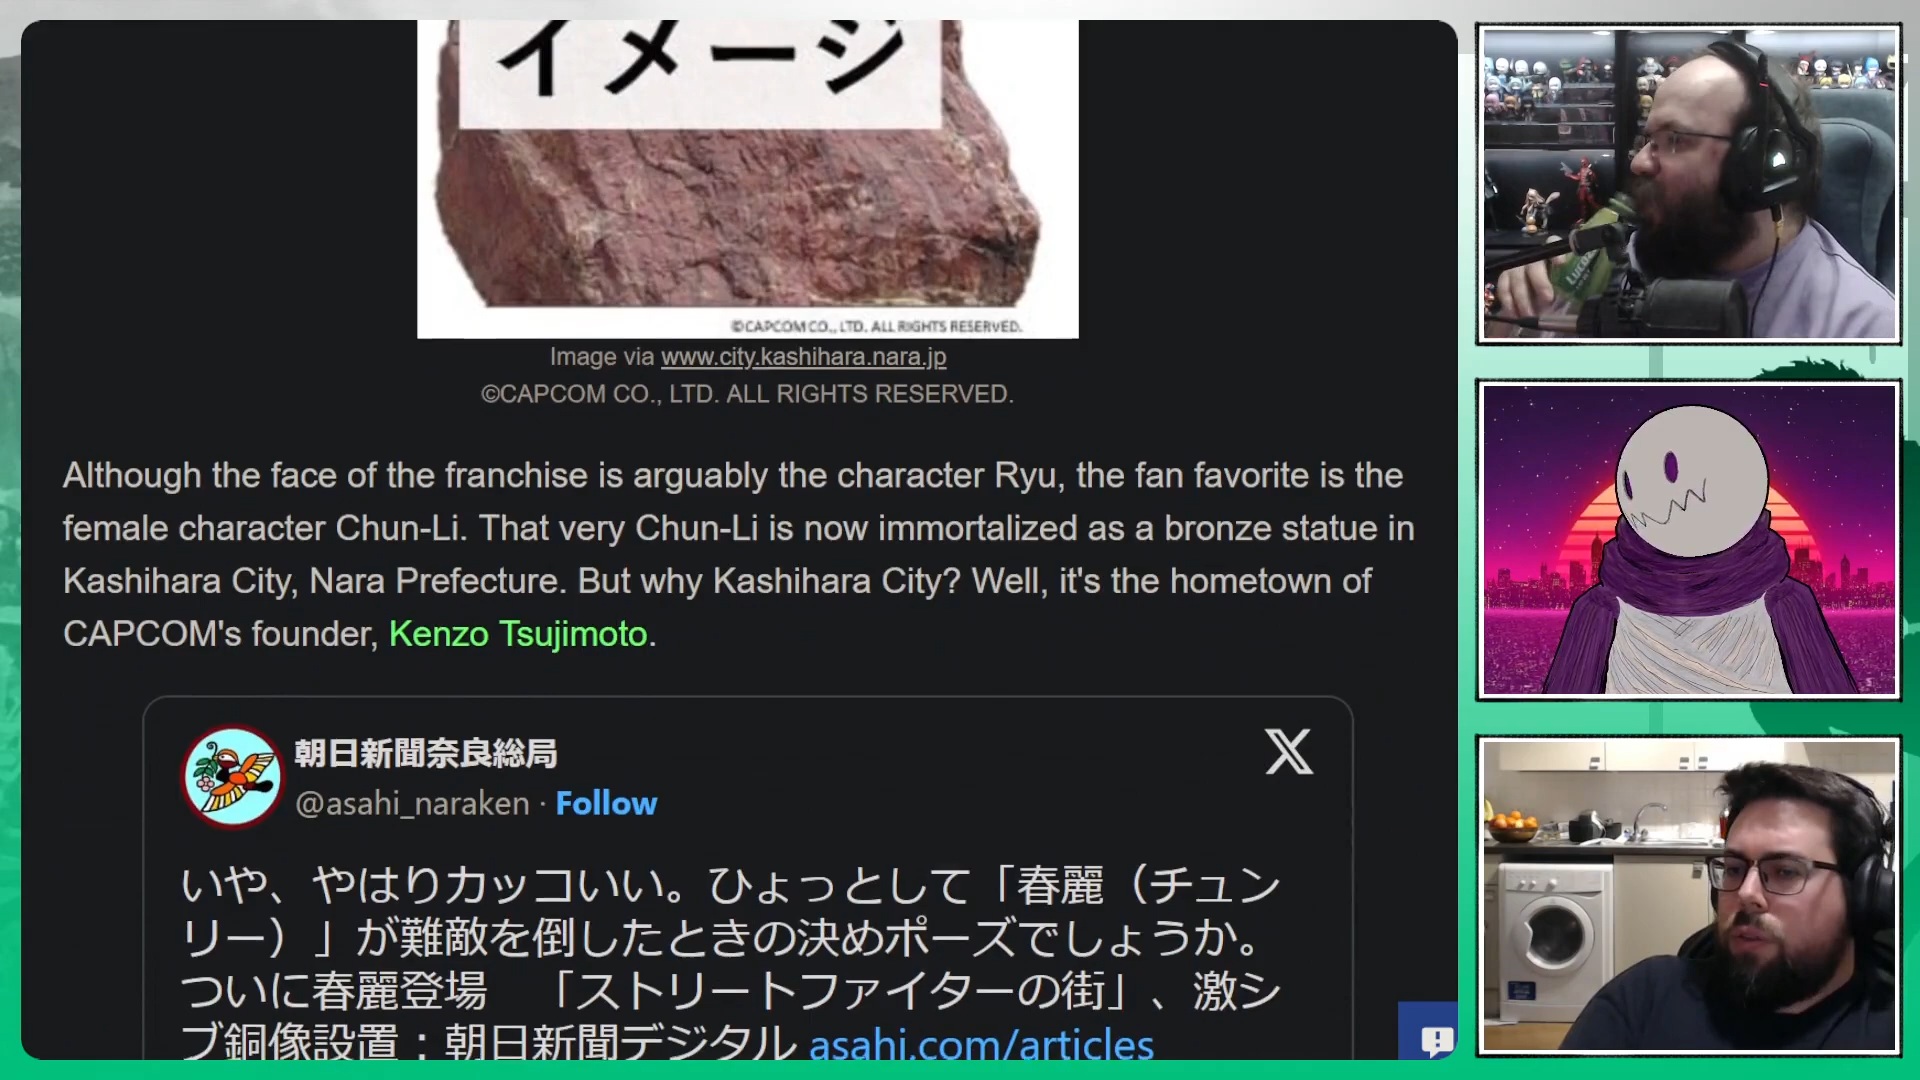 イメージ
©CAPCOM CO., LTD. ALL RIGHTS RESERVED.
Image via www.city.kashihara.nara.jp
©CAPCOM CO., LTD. ALL RIGHTS RESERVED.
Although the face of the franchise is arguably the character Ryu, the fan favorite is the
female character Chun-Li. That very Chun-Li is now immortalized as a bronze statue in
Kashihara City, Nara Prefecture. But why Kashihara City? Well, it's the hometown of
CAPCOM's founder, Kenzo Tsujimoto.
朝日新聞奈良総局
@asahi_naraken · Follow
いや、やはりカッコいい。ひょっとして「春麗（チュン
リー）」が難敵を倒したときの決めポーズでしょうか。
ついに春麗登場　「ストリートファイターの街」、激シ
ブ銅像設置：朝日新聞デジタル asahi.com/articles